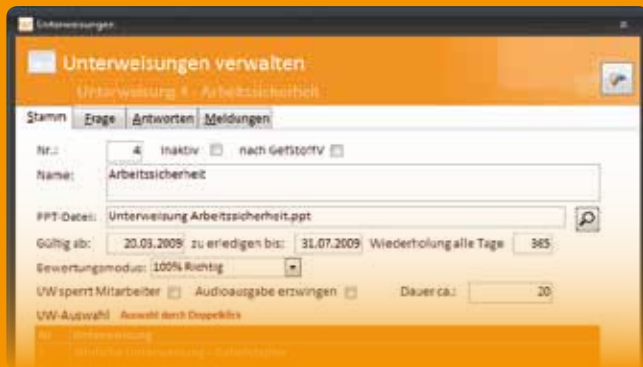 Unterweisungen
Unterweisungen verwalten
Unterweisung 4 - Arbeitssicherheit
Stamm Frage Antworten Meldungen
Nr.: 4 Inaktiv nach GefStoffV
Name: Arbeitssicherheit
PPT-Datei: Unterweisung Arbeitssicherheit.ppt
Gültig ab: 20.03.2009 zu erledigen bis: 31.07.2009 Wiederholung alle Tage 365
Bewertungsmodus: 100% Richtig
UW sperrt Mitarbeiter Audioausgabe erzwingen Dauer ca.: 20
UW-Auswahl Auswahl durch Doppelklick
Nr Unterweisung